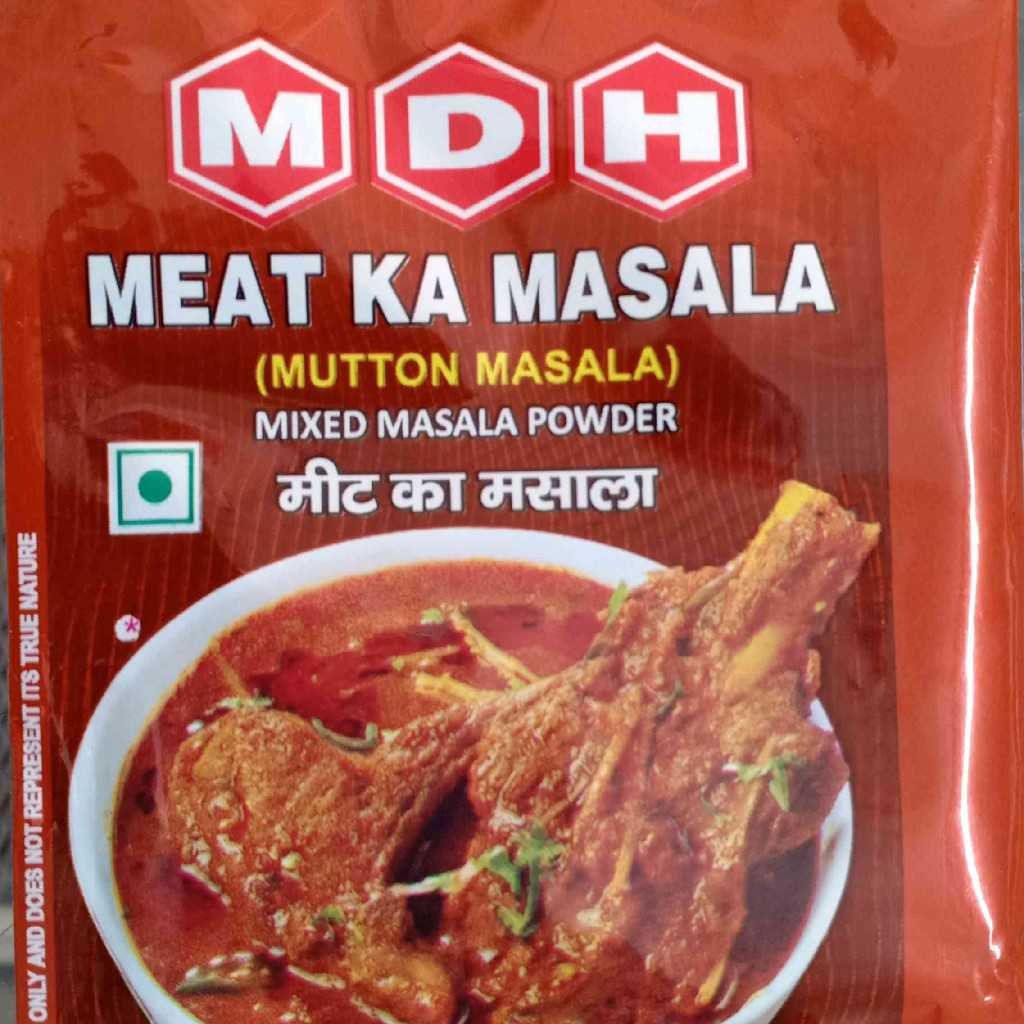 MDH
MEAT KA MASALA
(MUTTON MASALA)
MIXED MASALA POWDER
मीट का मसाला
*
ONLY AND DOES NOT REPRESENT ITS TRUE NATURE